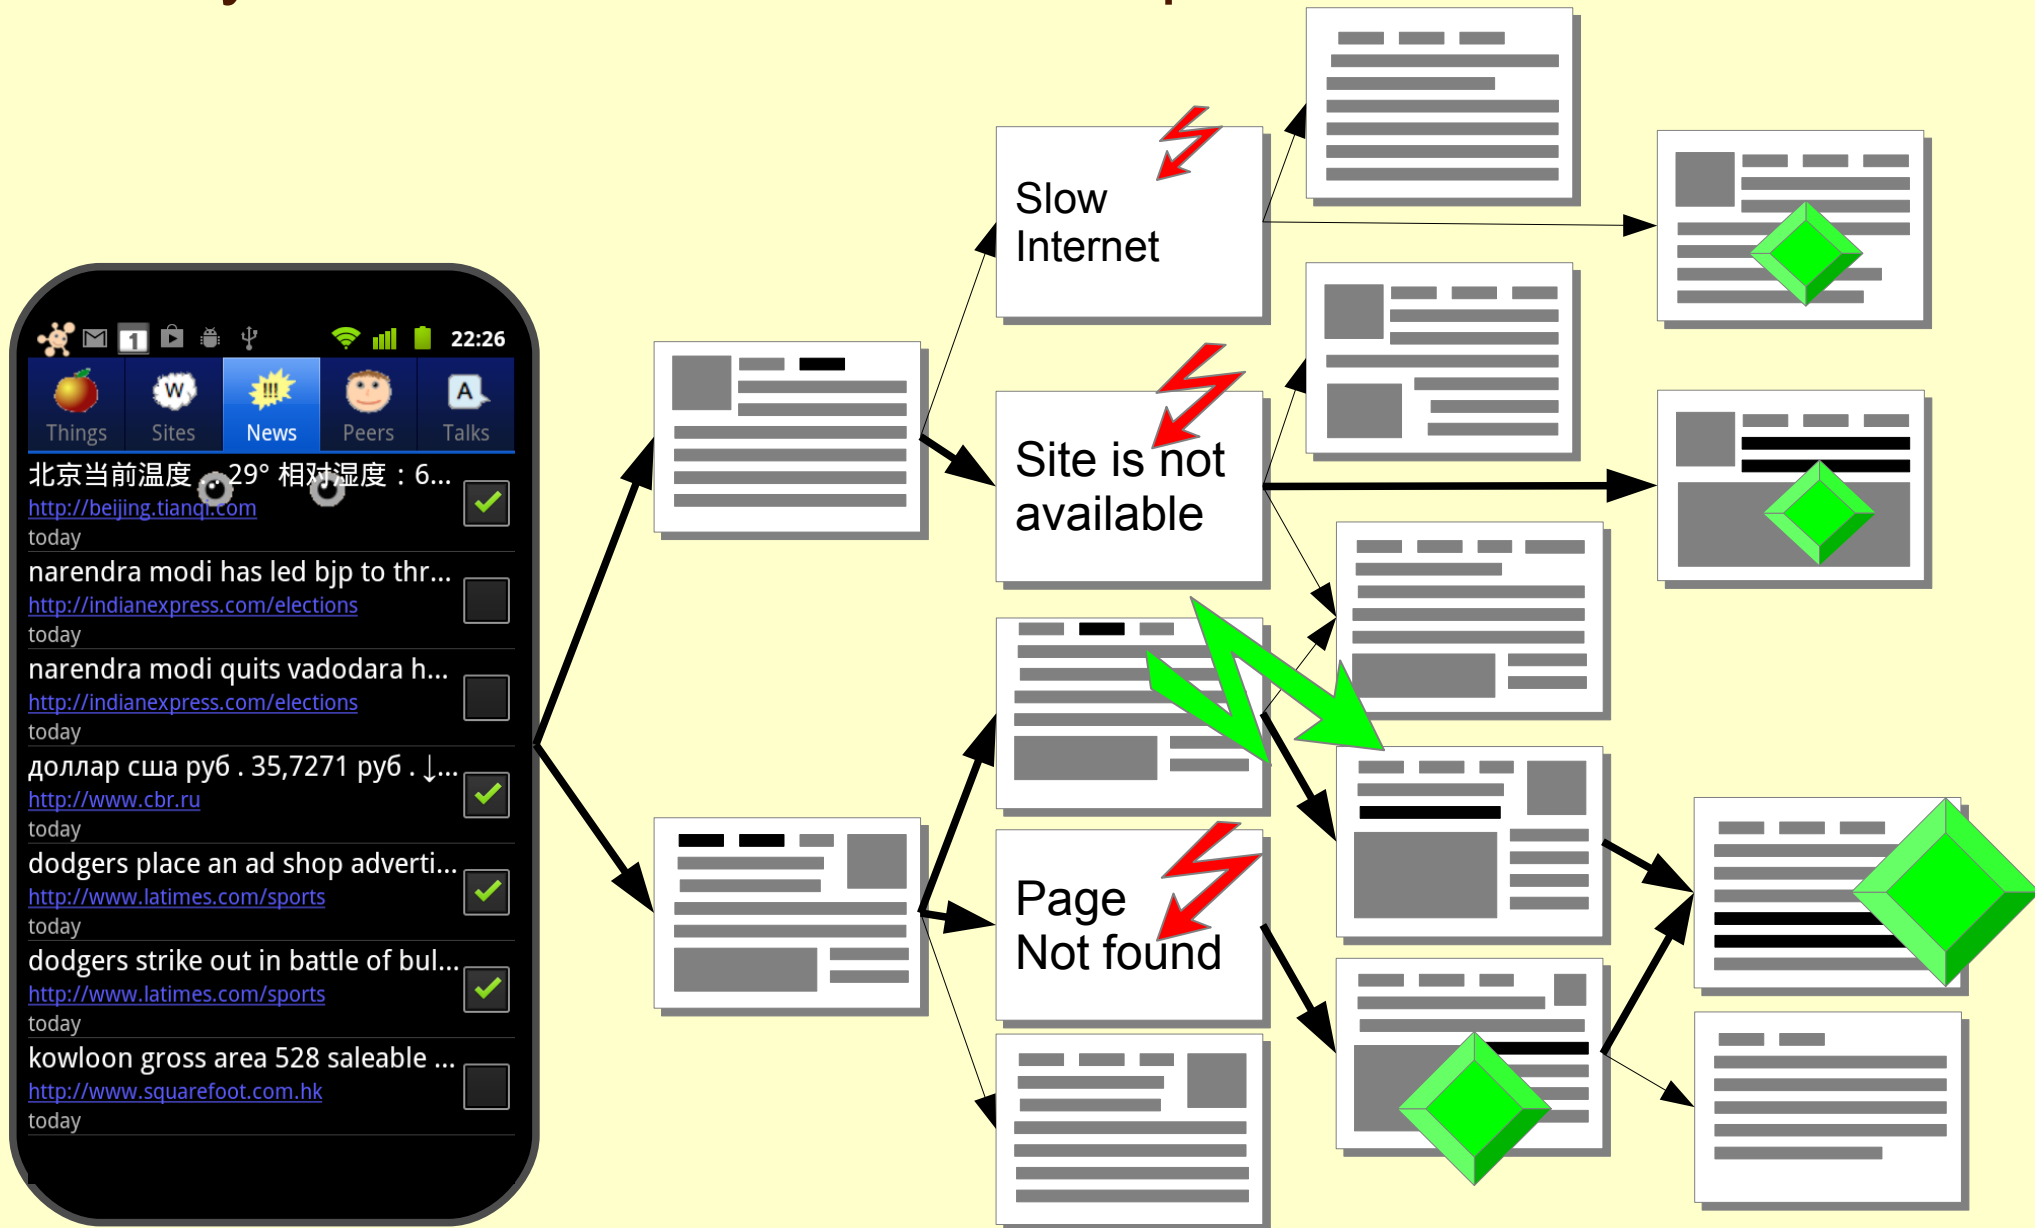 22:26
Things Sites News Peers Talks
北京当前温度 . . 29° 相对湿度：6...
http://beijing.tianqi.com
today
narendra modi has led bjp to thr...
http://indianexpress.com/elections
today
narendra modi quits vadodara h...
http://indianexpress.com/elections
today
доллар сша руб . 35,7271 руб . ↓...
http://www.cbr.ru
today
dodgers place an ad shop adverti...
http://www.latimes.com/sports
today
dodgers strike out in battle of bul...
http://www.latimes.com/sports
today
kowloon gross area 528 saleable ...
http://www.squarefoot.com.hk
today
1
W
!!!
A
Slow
Internet
Site is not
available
Page
Not found